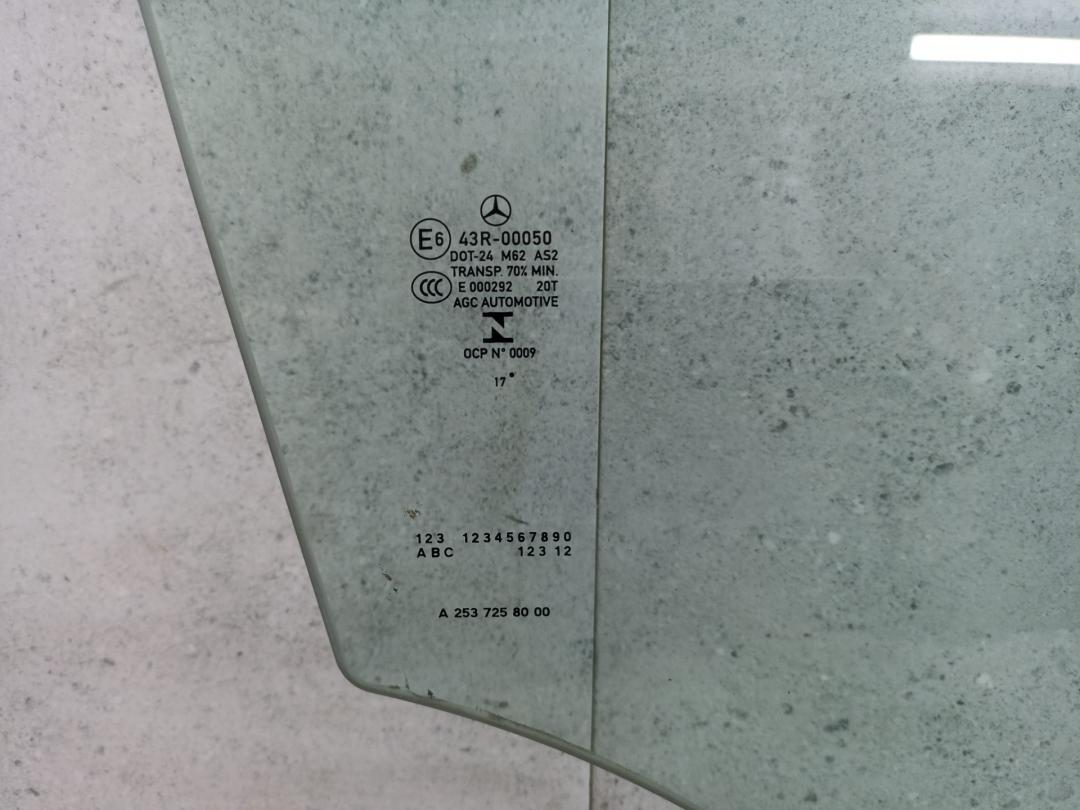 E6 43R-00050
DOT-24 M62 AS2
TRANSP. 70% MIN.
CCC E 000292 20T
AGC AUTOMOTIVE
N
OCP N° 0009
17
123 1234567890
ABC 123 12
A 253 725 80 00